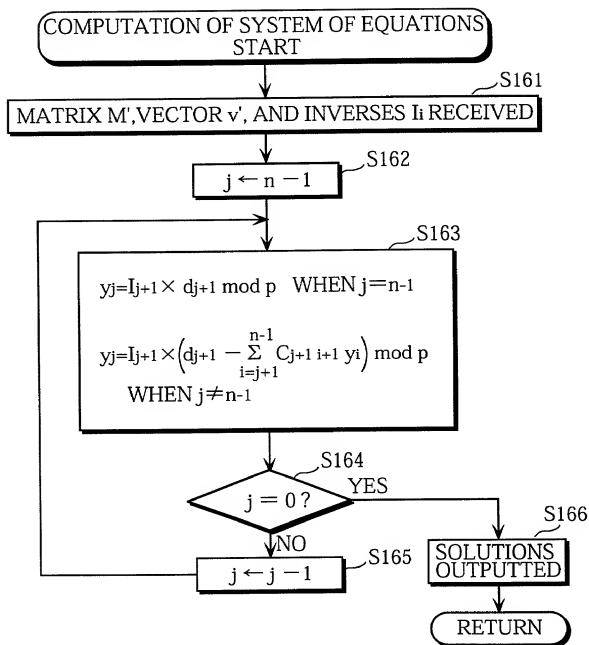 COMPUTATION OF SYSTEM OF EQUATIONS
START
S161
MATRIX M',VECTOR v', AND INVERSES Ii RECEIVED
S162
j ← n − 1
S163
yj=Ij+1 × dj+1 mod p WHEN j=n-1
yj=Ij+1 × (dj+1 − n-1 Σ i=j+1 Cj+1 i+1 yi) mod p
WHEN j≠n-1
S164
j = 0 ?
YES
NO
S165
j ← j − 1
S166
SOLUTIONS
OUTPUTTED
RETURN